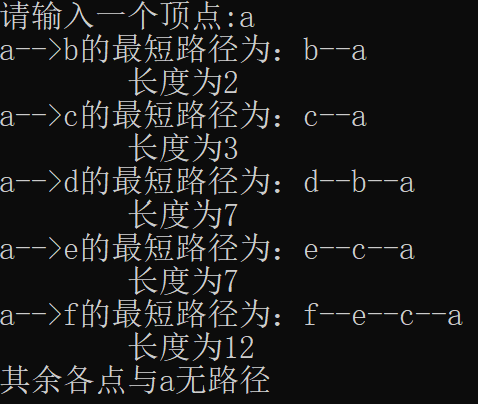 请输入一个顶点:a
a-->b的最短路径为：b--a
长度为2
a-->c的最短路径为：c--a
长度为3
a-->d的最短路径为：d--b--a
长度为7
a-->e的最短路径为：e--c--a
长度为7
a-->f的最短路径为：f--e--c--a
长度为12
其余各点与a无路径